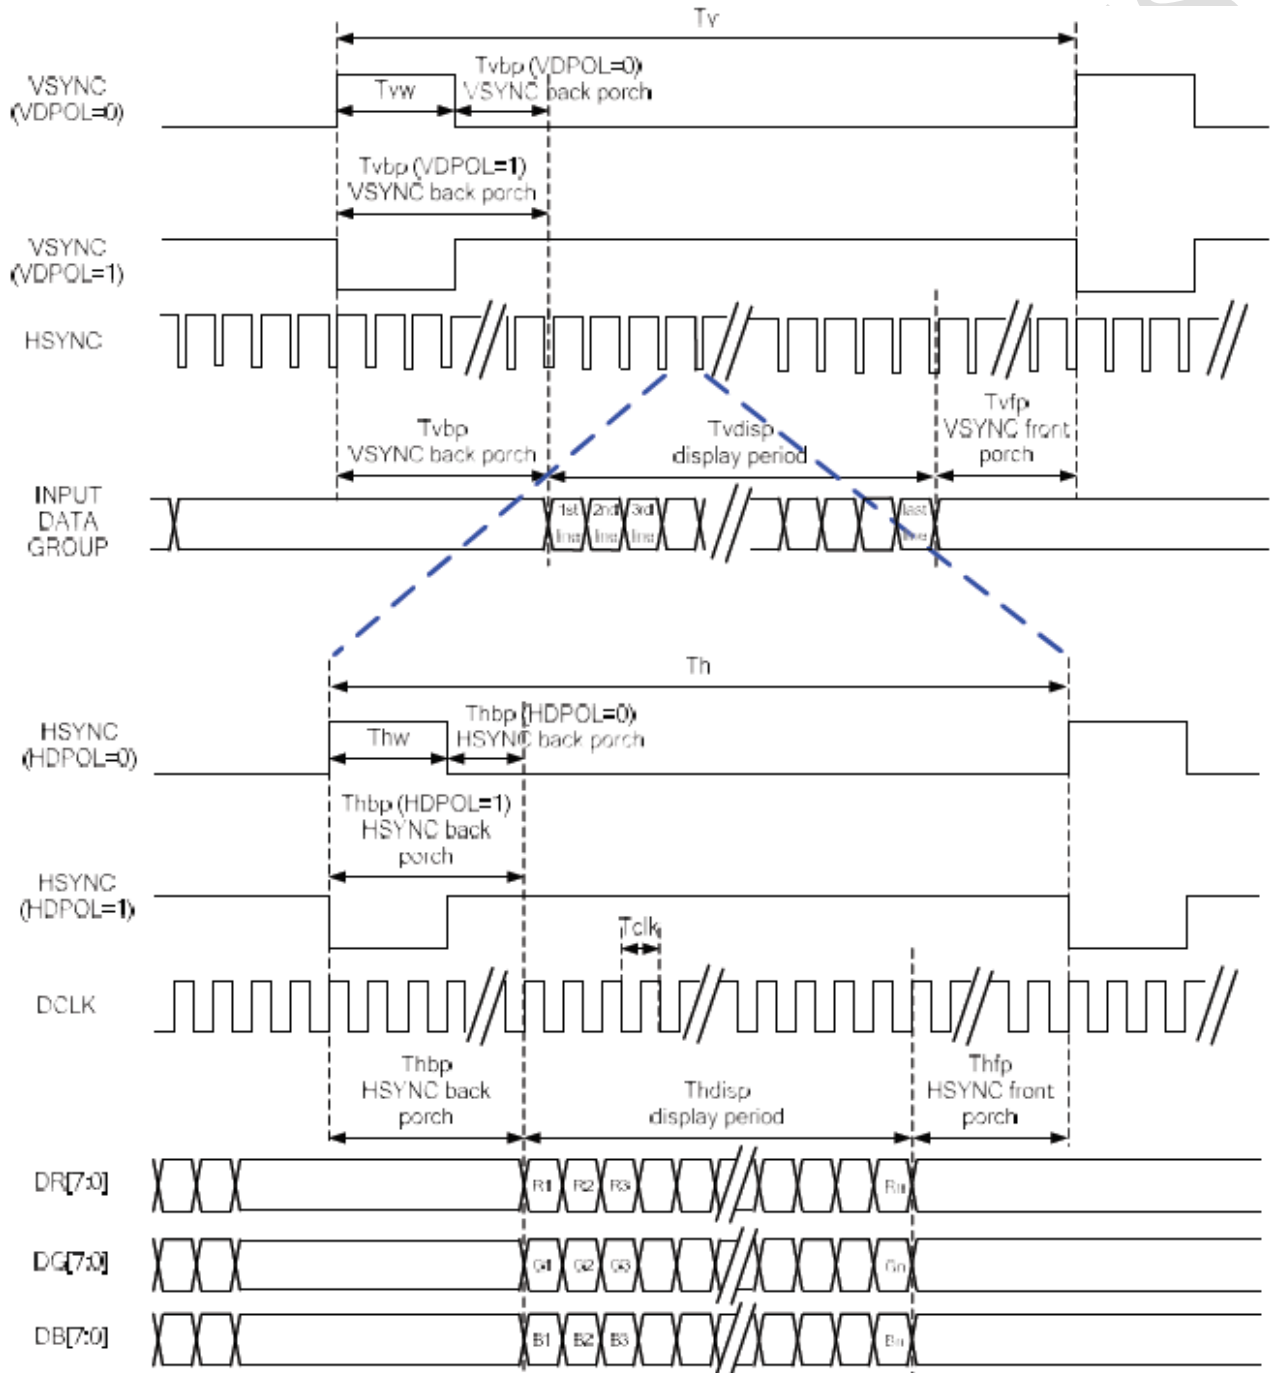 Tv
VSYNC
(VDPOL=0)
Tvw
Tvbp (VDPOL=0)
VSYNC back porch
Tvbp (VDPOL=1)
VSYNC back porch
VSYNC
(VDPOL=1)
HSYNC
Tvbp
VSYNC back porch
Tvdisp
display period
Tvfp
VSYNC front
porch
INPUT
DATA
GROUP
1st
line
2nd
line
3rd
line
last
line
Th
HSYNC
(HDPOL=0)
Thw
Thbp (HDPOL=0)
HSYNC back porch
Thbp (HDPOL=1)
HSYNC back
porch
HSYNC
(HDPOL=1)
Tclk
DCLK
Thbp
HSYNC back
porch
Thdisp
display period
Thfp
HSYNC front
porch
DR[7:0]
R1 R2 R3 Rn
DG[7:0]
G1 G2 G3 Gn
DB[7:0]
B1 B2 B3 Bn